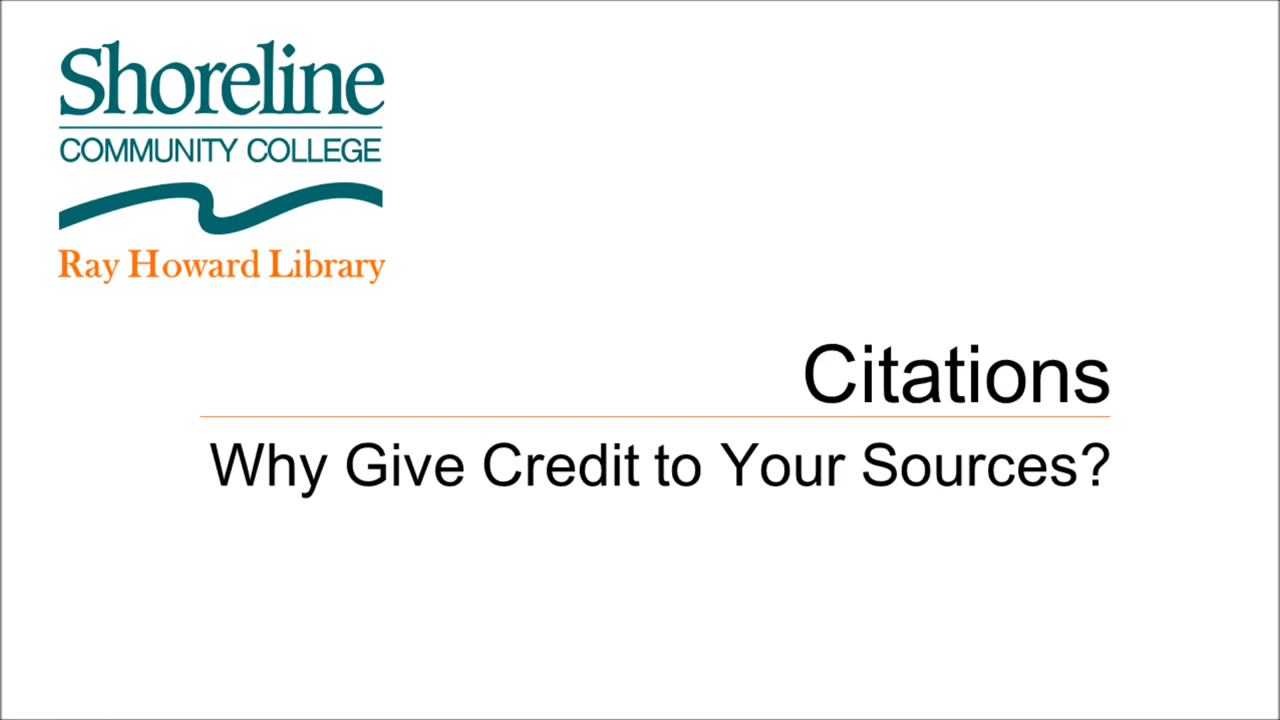 Shoreline
COMMUNITY COLLEGE
Ray Howard Library
Citations
Why Give Credit to Your Sources?